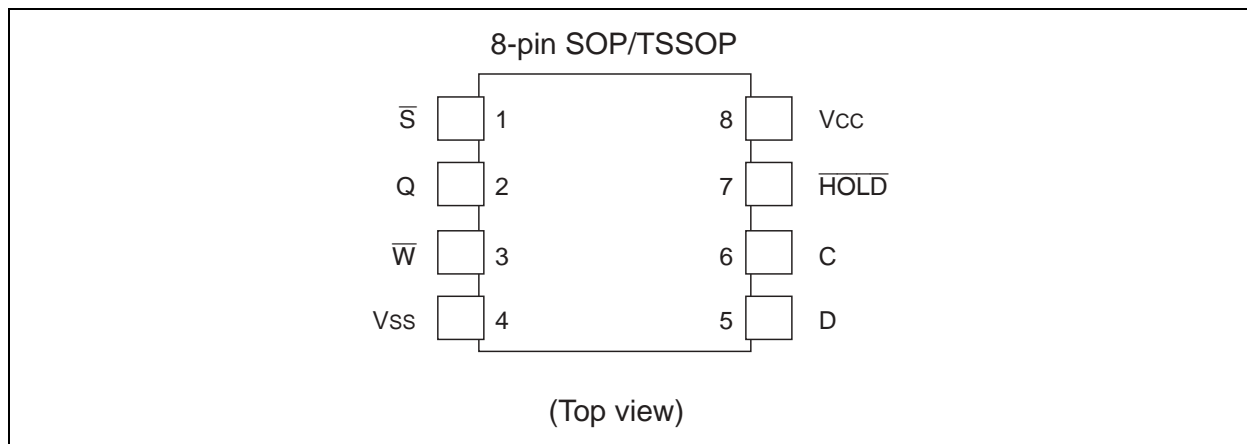 8-pin SOP/TSSOP
S̅ 1 8 VCC
Q 2 7 H̅O̅L̅D̅
W̅ 3 6 C
VSS 4 5 D
(Top view)